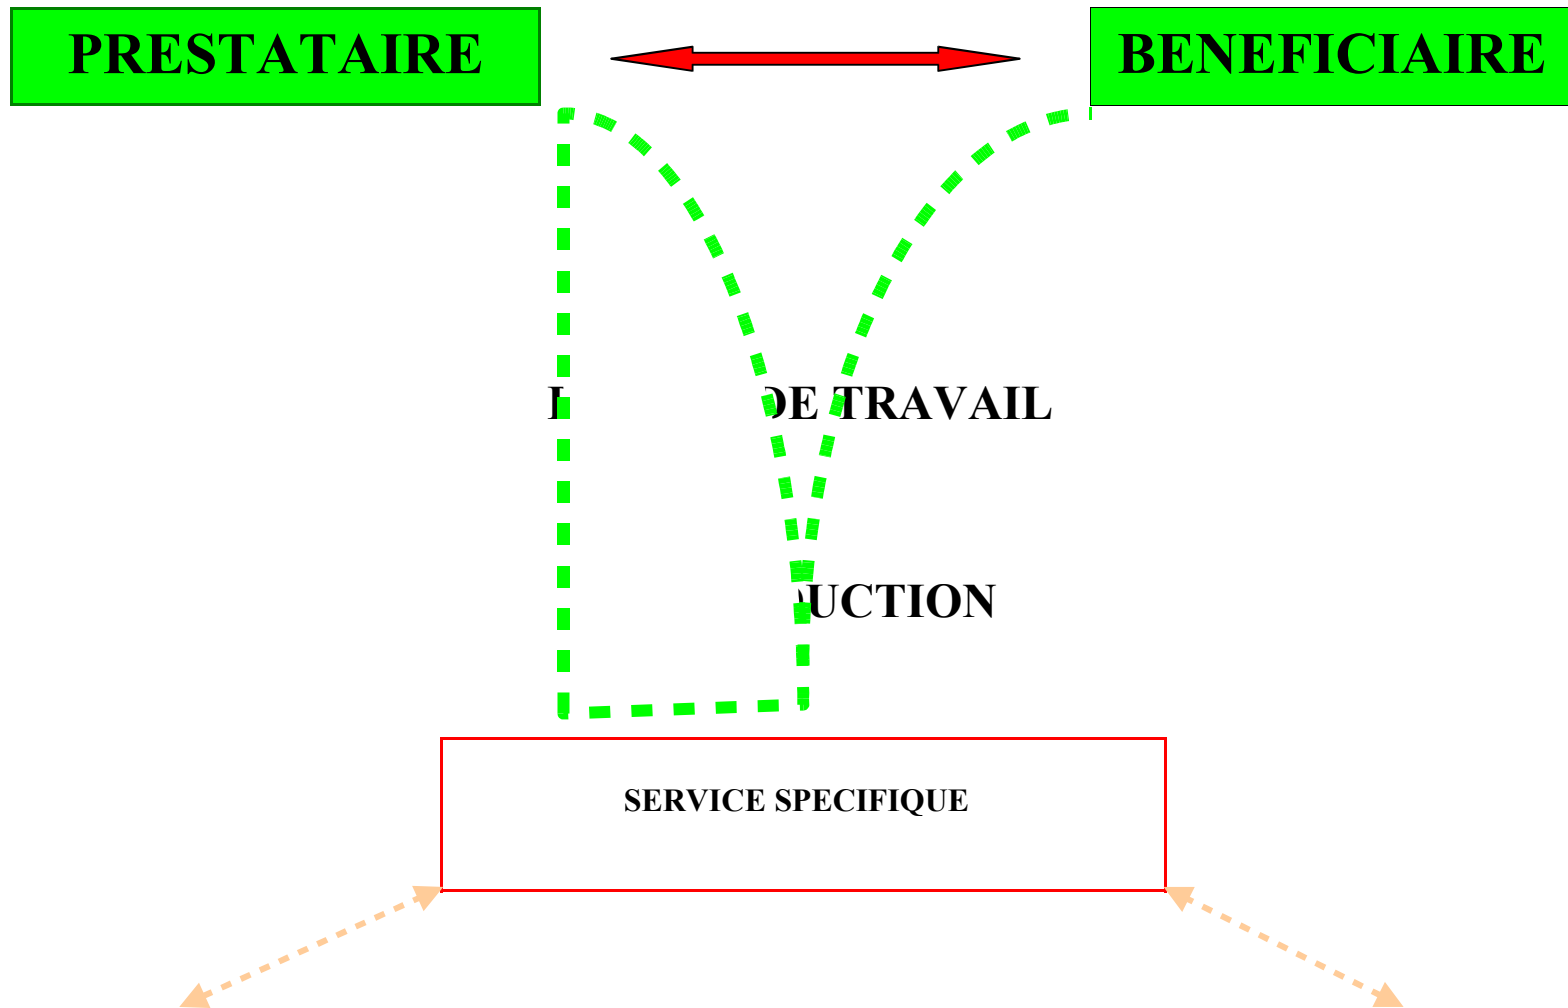 PRESTATAIRE
BENEFICIAIRE
DE TRAVAIL
UCTION
SERVICE SPECIFIQUE